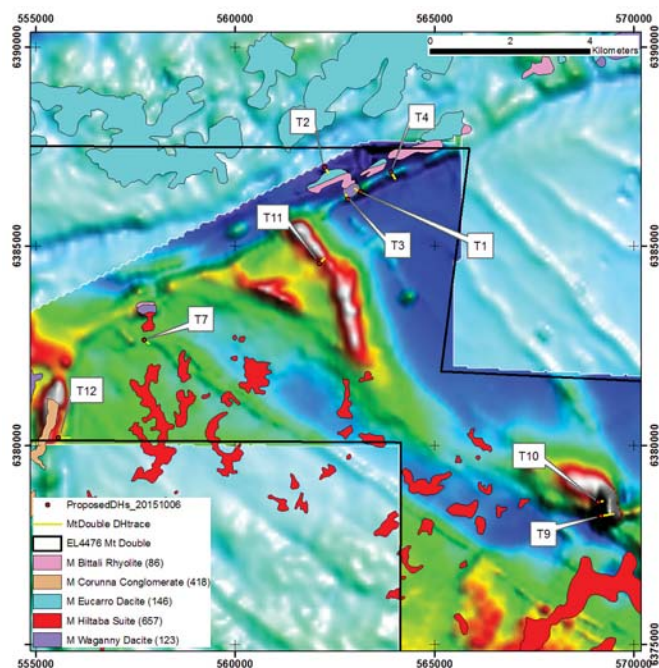 555000 560000 565000 570000
6390000 6390000
0 2 4
Kilometers
T2 T4
T11
6385000 T3 T1 6385000
T7
T12
6380000 6380000
T10
T9
ProposedDHs_20151006
MtDouble DHtrace
EL4476 Mt Double
M Bittali Rhyolite (86)
M Corunna Conglomerate (418)
M Eucarro Dacite (146)
M Hiltaba Suite (657)
M Waganny Dacite (123)
6375000
555000 560000 565000 570000